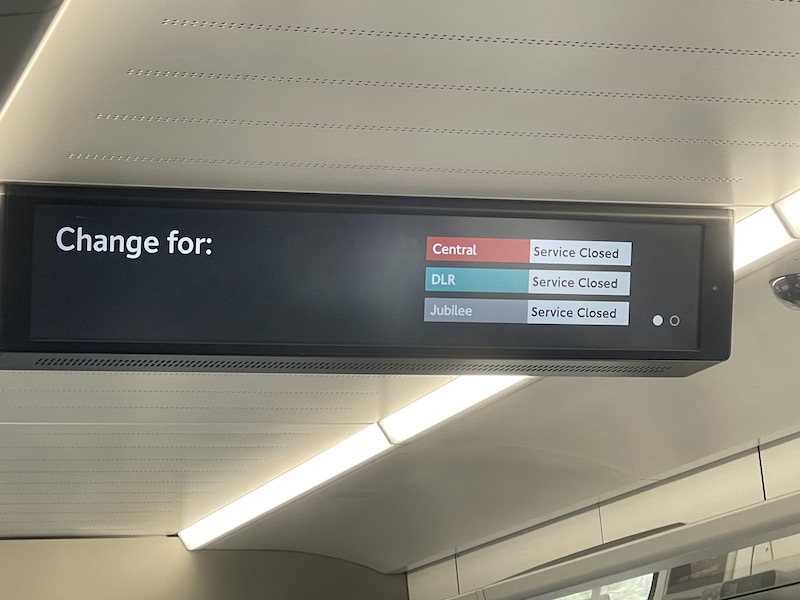 Change for:
Central Service Closed
DLR Service Closed
Jubilee Service Closed